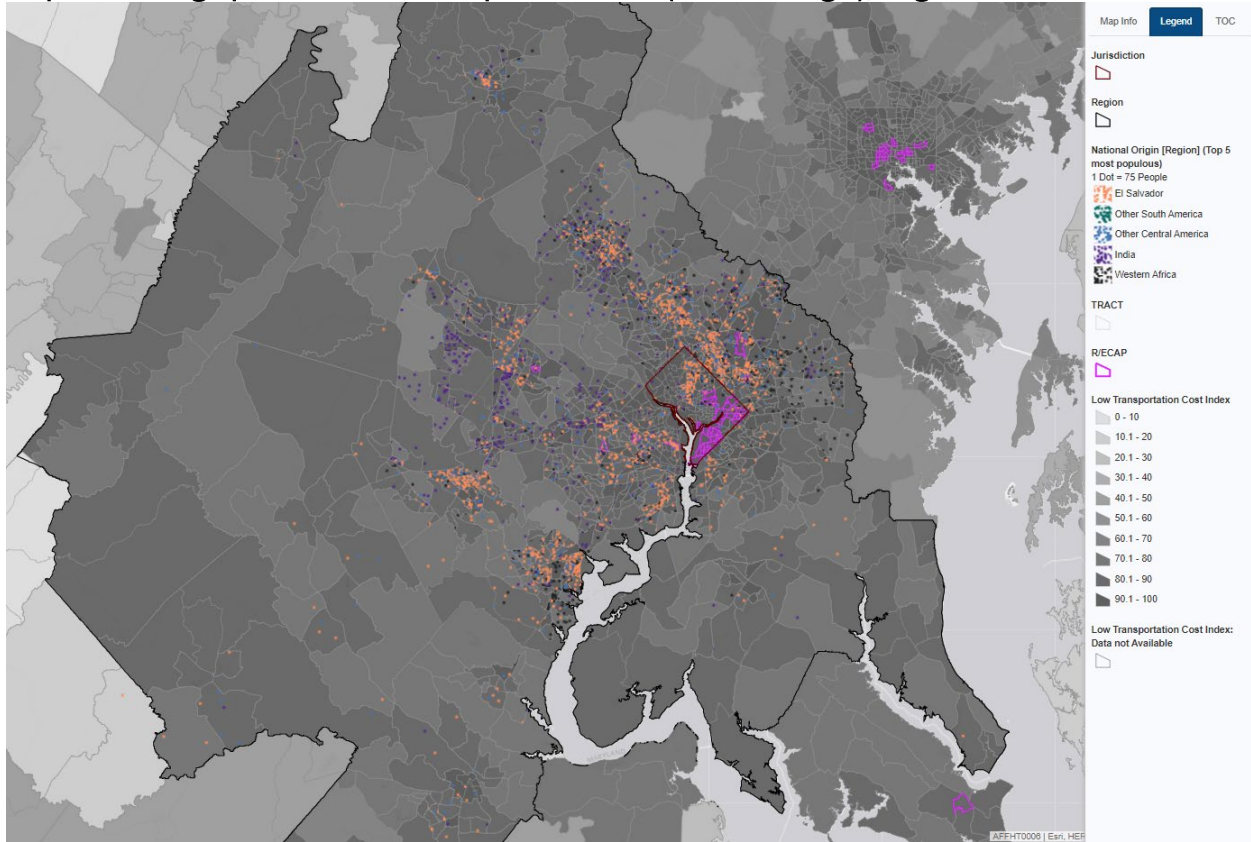 Map Info
Legend
TOC
Jurisdiction
Region
National Origin [Region] (Top 5
most populous)
1 Dot = 75 People
El Salvador
Other South America
Other Central America
India
Western Africa
TRACT
R/ECAP
Low Transportation Cost Index
0 - 10
10.1 - 20
20.1 - 30
30.1 - 40
40.1 - 50
50.1 - 60
60.1 - 70
70.1 - 80
80.1 - 90
90.1 - 100
Low Transportation Cost Index:
Data not Available
MARYLAND
AFFHT0006 | Esri, HER